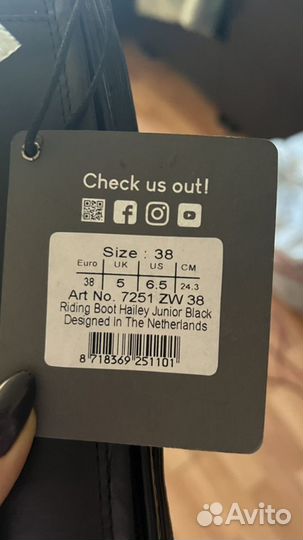 Check us out!
Size : 38
Euro UK US CM
38 5 6.5 24.3
Art No. 7251 ZW 38
Riding Boot Hailey Junior Black
Designed In The Netherlands
8 718369 251101
Avito